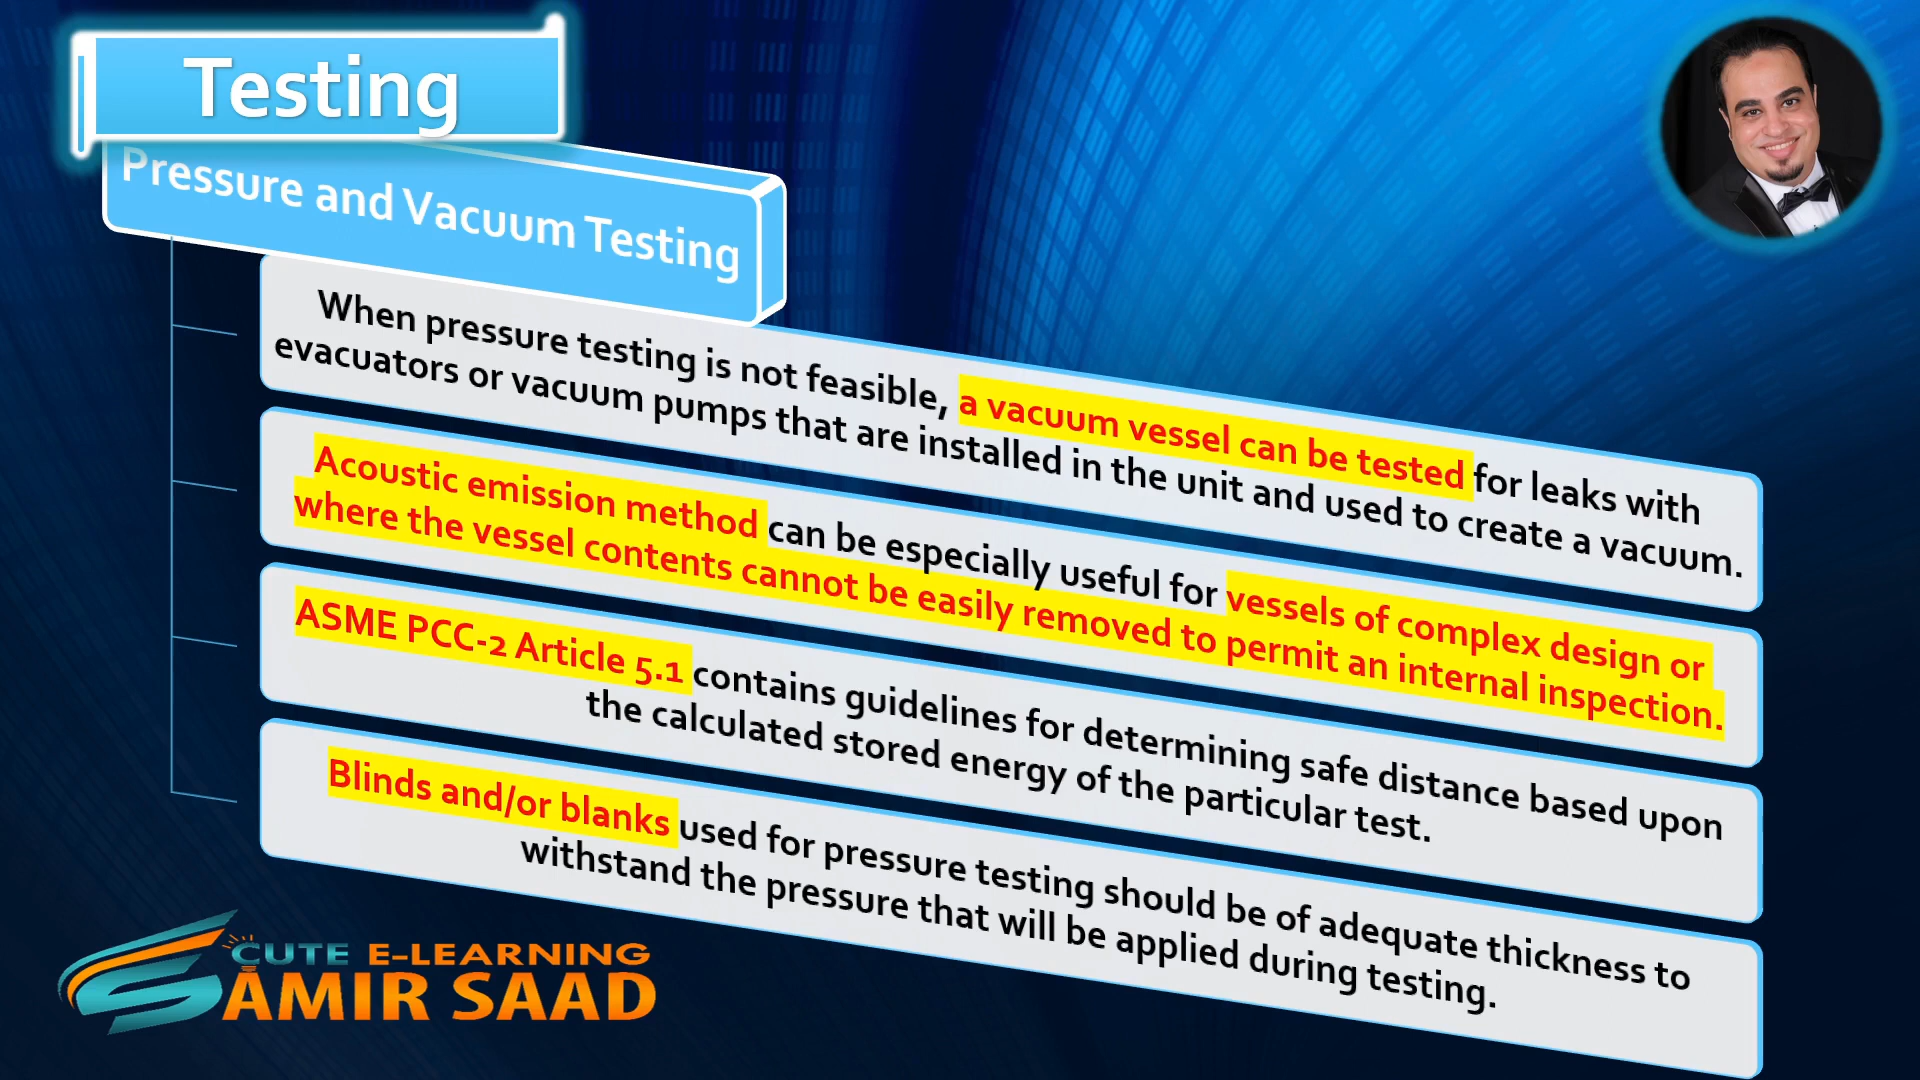 Testing
Pressure and Vacuum Testing
When pressure testing is not feasible, a vacuum vessel can be tested for leaks with
evacuators or vacuum pumps that are installed in the unit and used to create a vacuum.
Acoustic emission method can be especially useful for vessels of complex design or
where the vessel contents cannot be easily removed to permit an internal inspection.
ASME PCC-2 Article 5.1 contains guidelines for determining safe distance based upon
the calculated stored energy of the particular test.
Blinds and/or blanks used for pressure testing should be of adequate thickness to
withstand the pressure that will be applied during testing.
CUTE E-LEARNING
AMIR SAAD